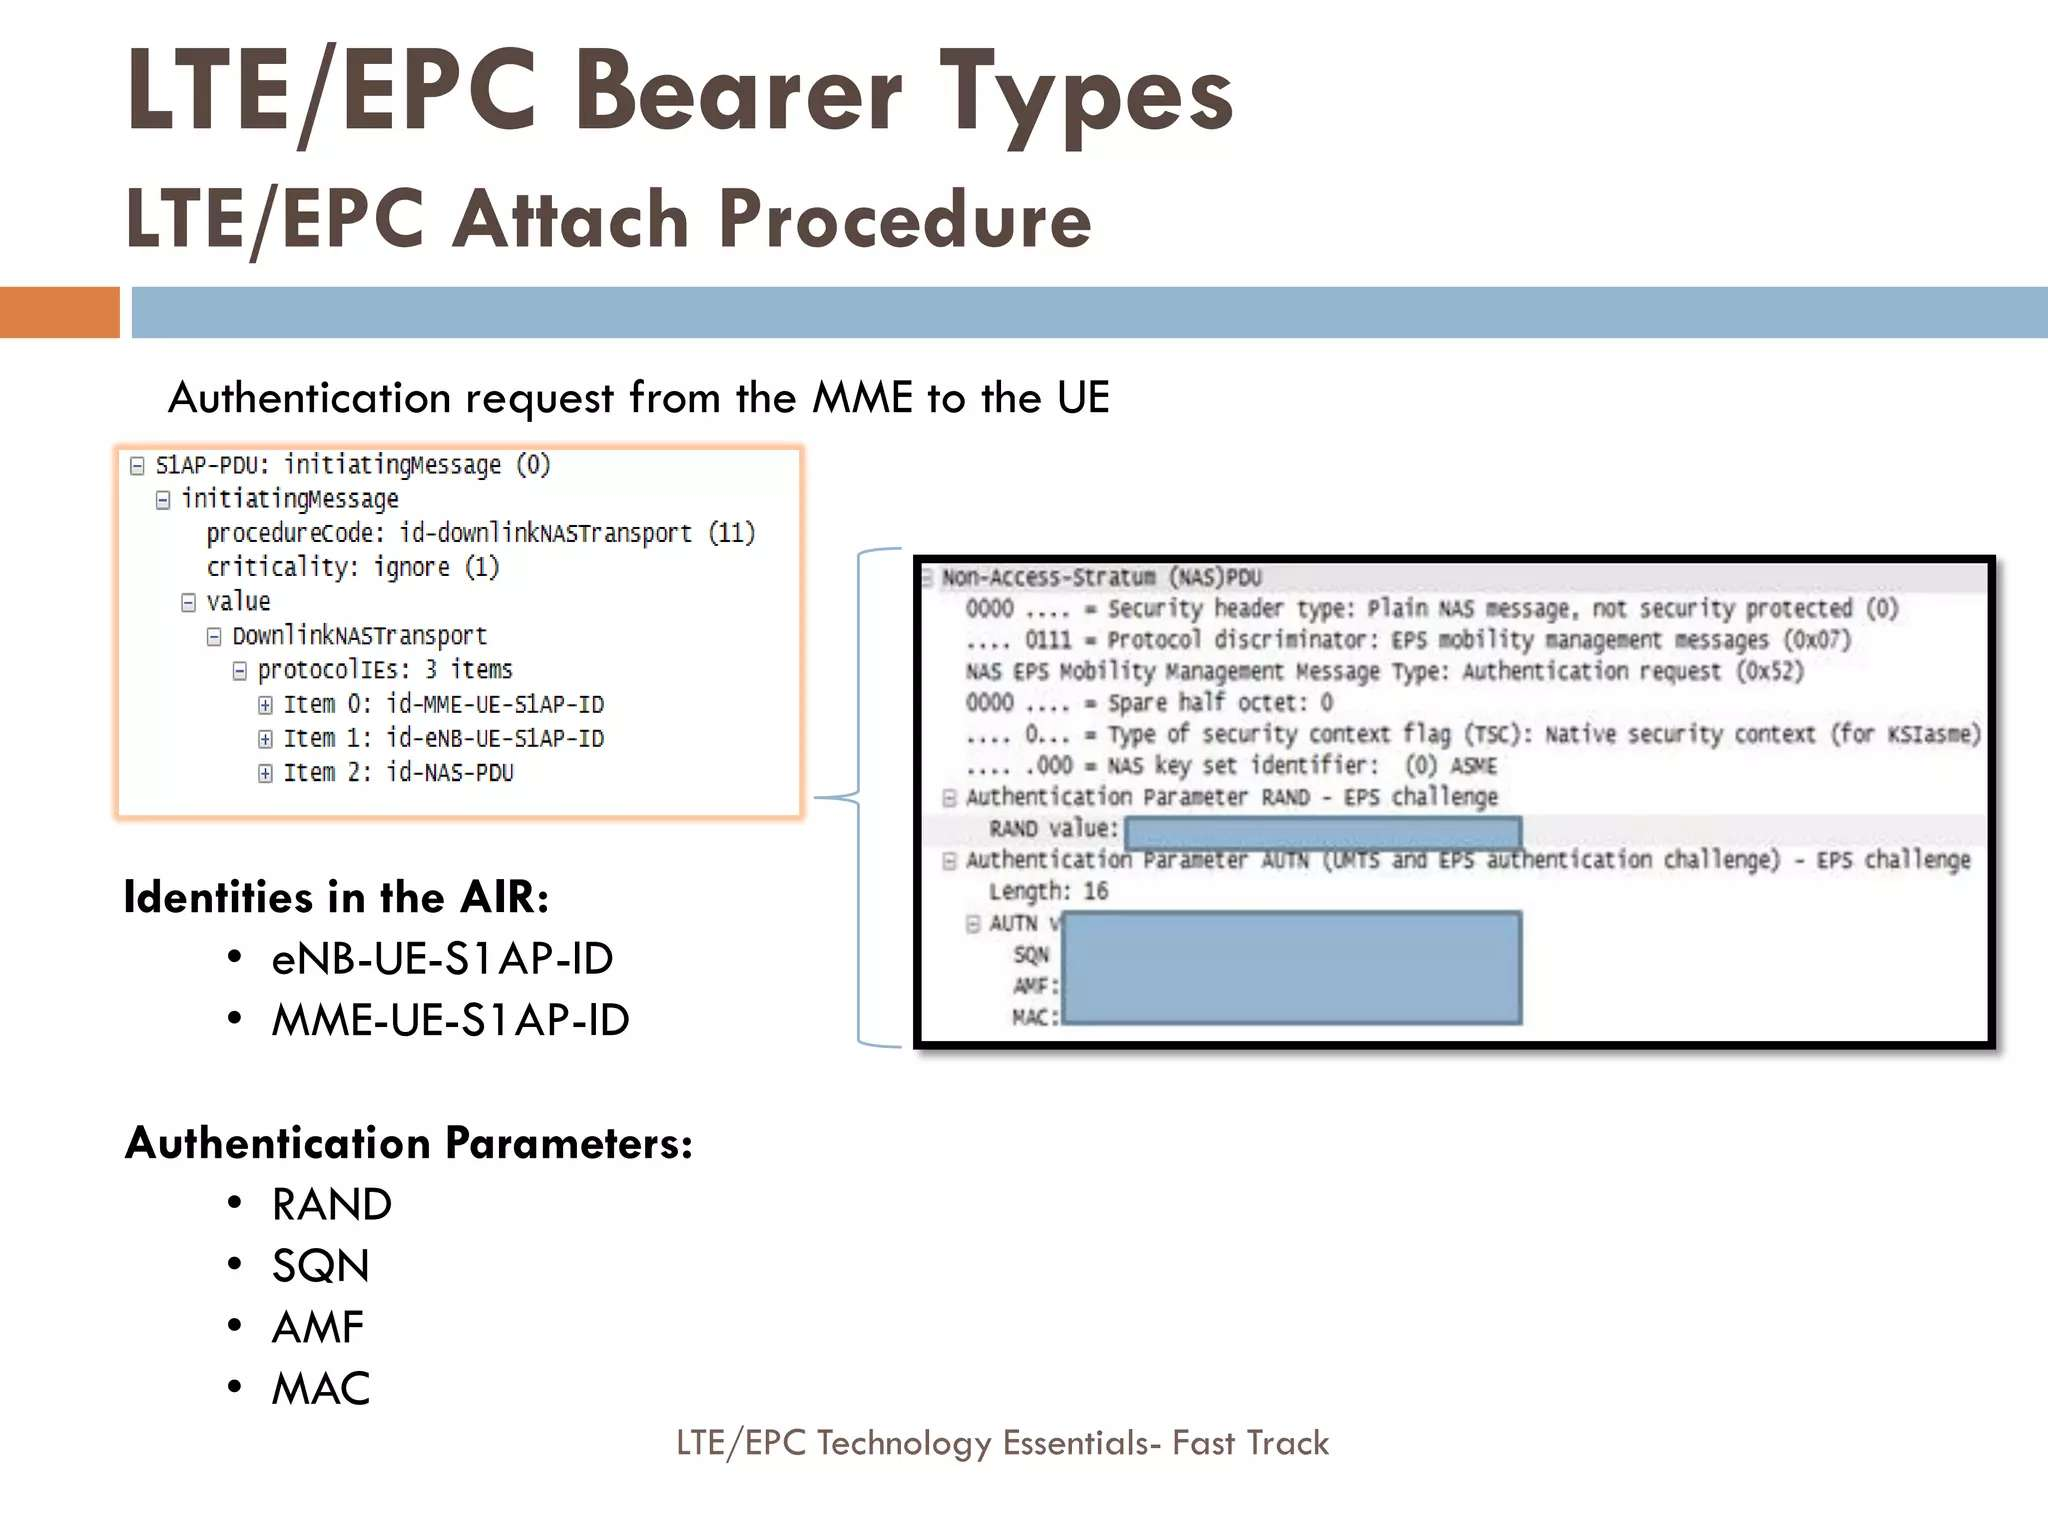 LTE/EPC Bearer Types
LTE/EPC Attach Procedure
Authentication request from the MME to the UE
S1AP-PDU: initiatingMessage (0)
initiatingMessage
procedureCode: id-downlinkNASTransport (11)
criticality: ignore (1)
value
DownlinkNASTransport
protocolIEs: 3 items
Item 0: id-MME-UE-S1AP-ID
Item 1: id-eNB-UE-S1AP-ID
Item 2: id-NAS-PDU
Non-Access-Stratum (NAS)PDU
0000 .... = Security header type: Plain NAS message, not security protected (0)
.... 0111 = Protocol discriminator: EPS mobility management messages (0x07)
NAS EPS Mobility Management Message Type: Authentication request (0x52)
0000 .... = Spare half octet: 0
.... 0... = Type of security context flag (TSC): Native security context (for KSIasme)
.... .000 = NAS key set identifier:  (0) ASME
Authentication Parameter RAND - EPS challenge
RAND value:
Authentication Parameter AUTN (UMTS and EPS authentication challenge) - EPS challenge
Length: 16
AUTN
SQN
AMF:
MAC:
Identities in the AIR:
• eNB-UE-S1AP-ID
• MME-UE-S1AP-ID
Authentication Parameters:
• RAND
• SQN
• AMF
• MAC
LTE/EPC Technology Essentials- Fast Track